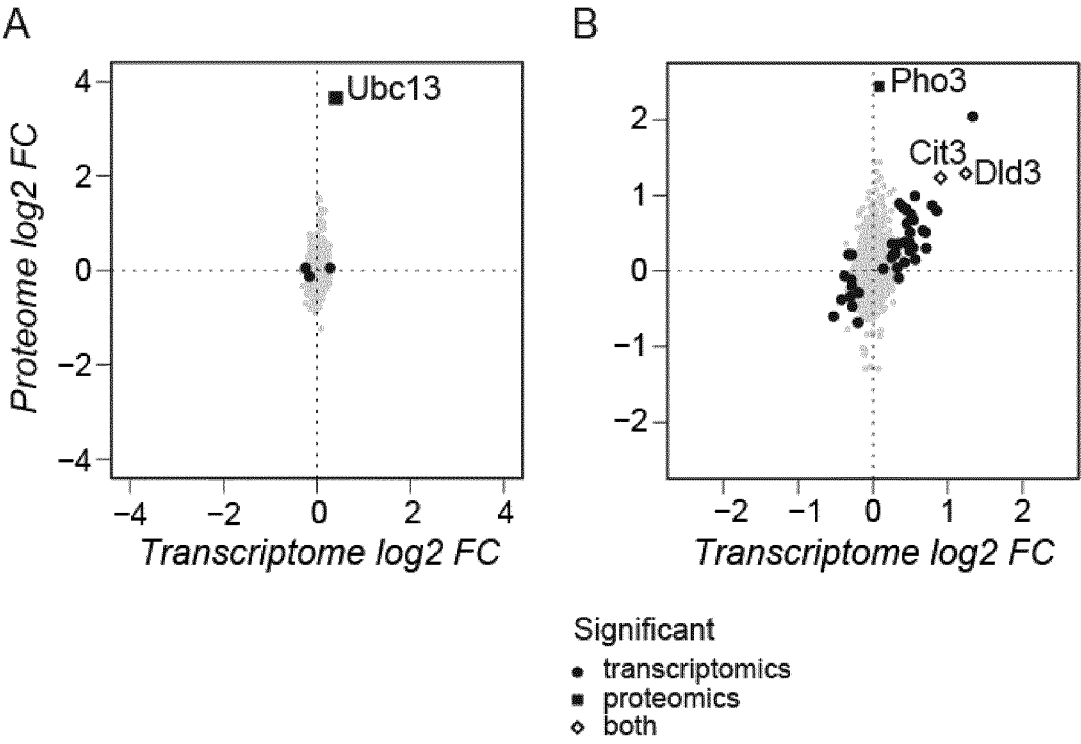 A
B
Ubc13
Pho3
Cit3
Dld3
Proteome log2 FC
4
2
0
−2
−4
2
1
0
−1
−2
−4
−2
0
2
4
−2
−1
0
1
2
Transcriptome log2 FC
Transcriptome log2 FC
Significant
transcriptomics
proteomics
both